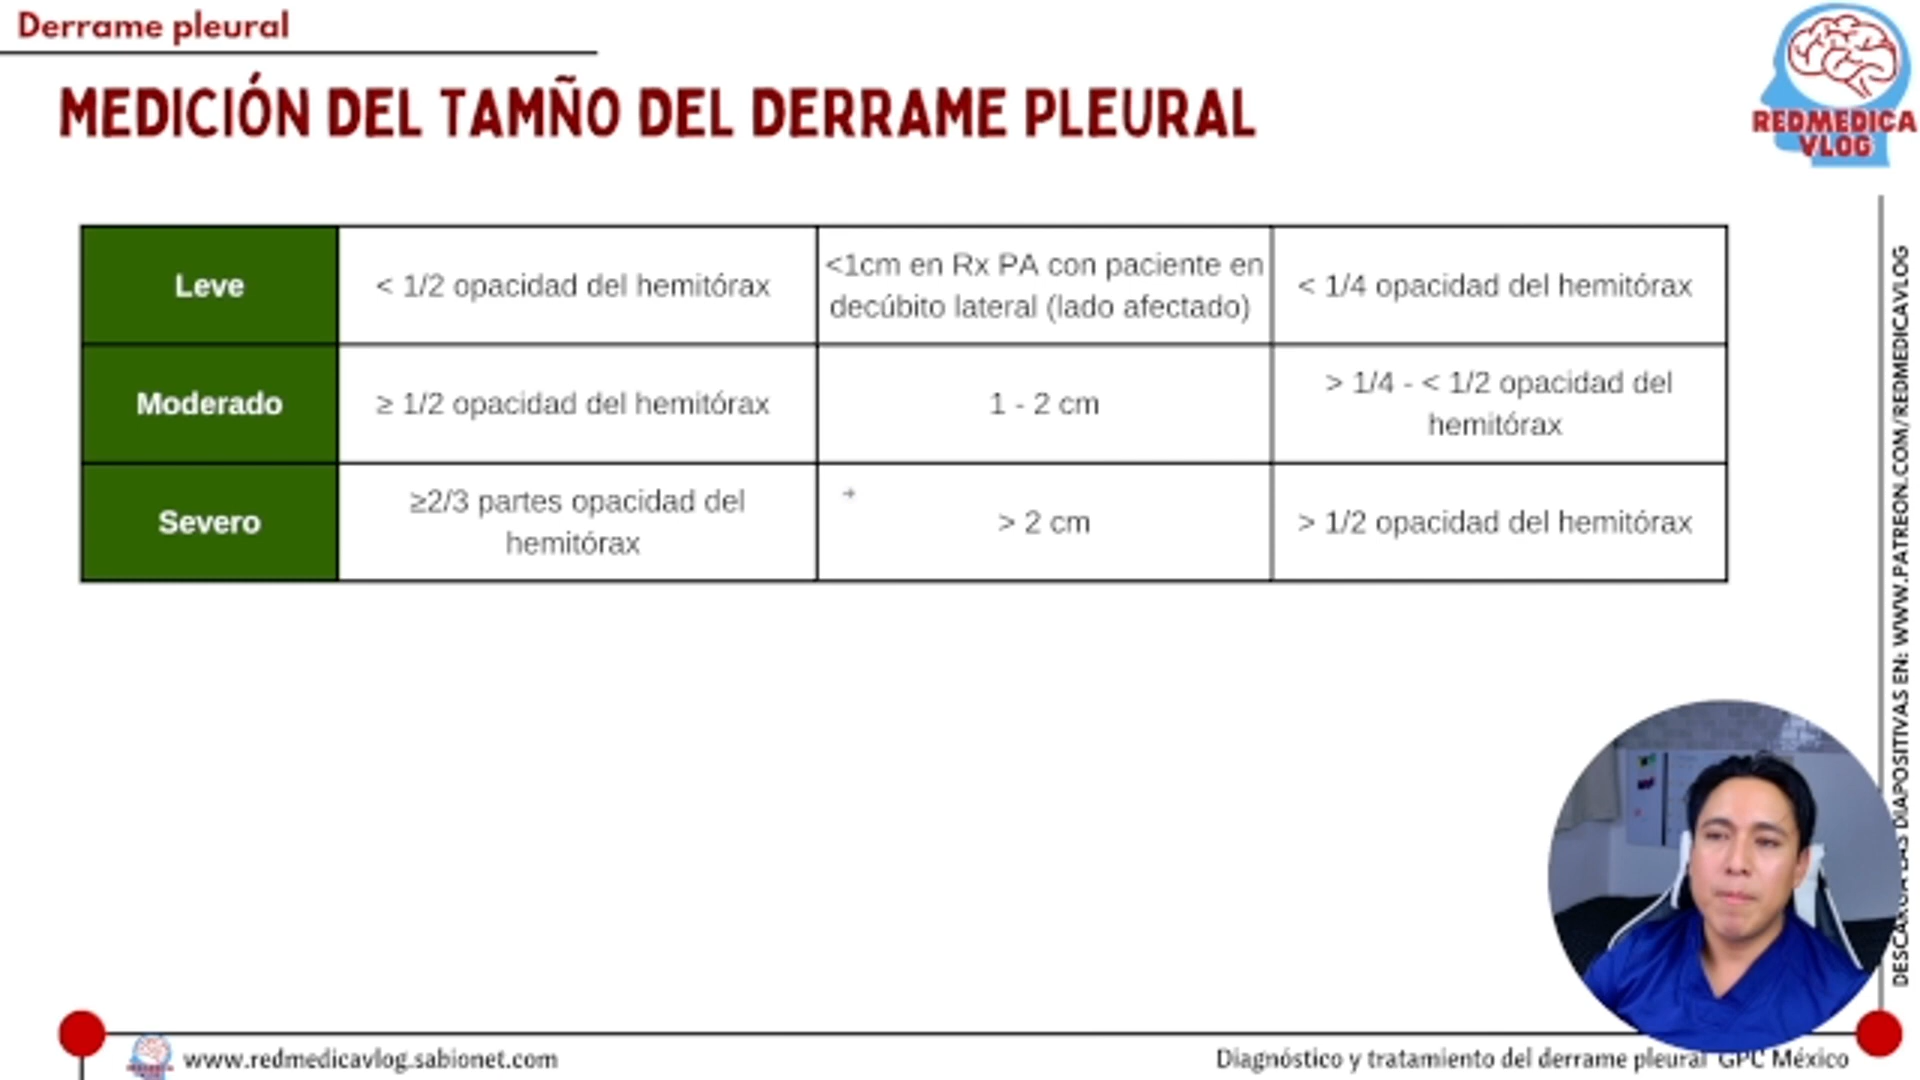 Derrame pleural
MEDICIÓN DEL TAMÑO DEL DERRAME PLEURAL
REDMEDICA
VLOG
Leve
< 1/2 opacidad del hemitórax
<1cm en Rx PA con paciente en
decúbito lateral (lado afectado)
< 1/4 opacidad del hemitórax
Moderado
≥ 1/2 opacidad del hemitórax
1 - 2 cm
> 1/4 - < 1/2 opacidad del
hemitórax
Severo
≥2/3 partes opacidad del
hemitórax
> 2 cm
> 1/2 opacidad del hemitórax
DESCARGA LAS DIAPOSITIVAS EN: WWW.PATREON.COM/REDMEDICAVLOG
www.redmedicavlog.sabionet.com
Diagnóstico y tratamiento del derrame pleural GPC México